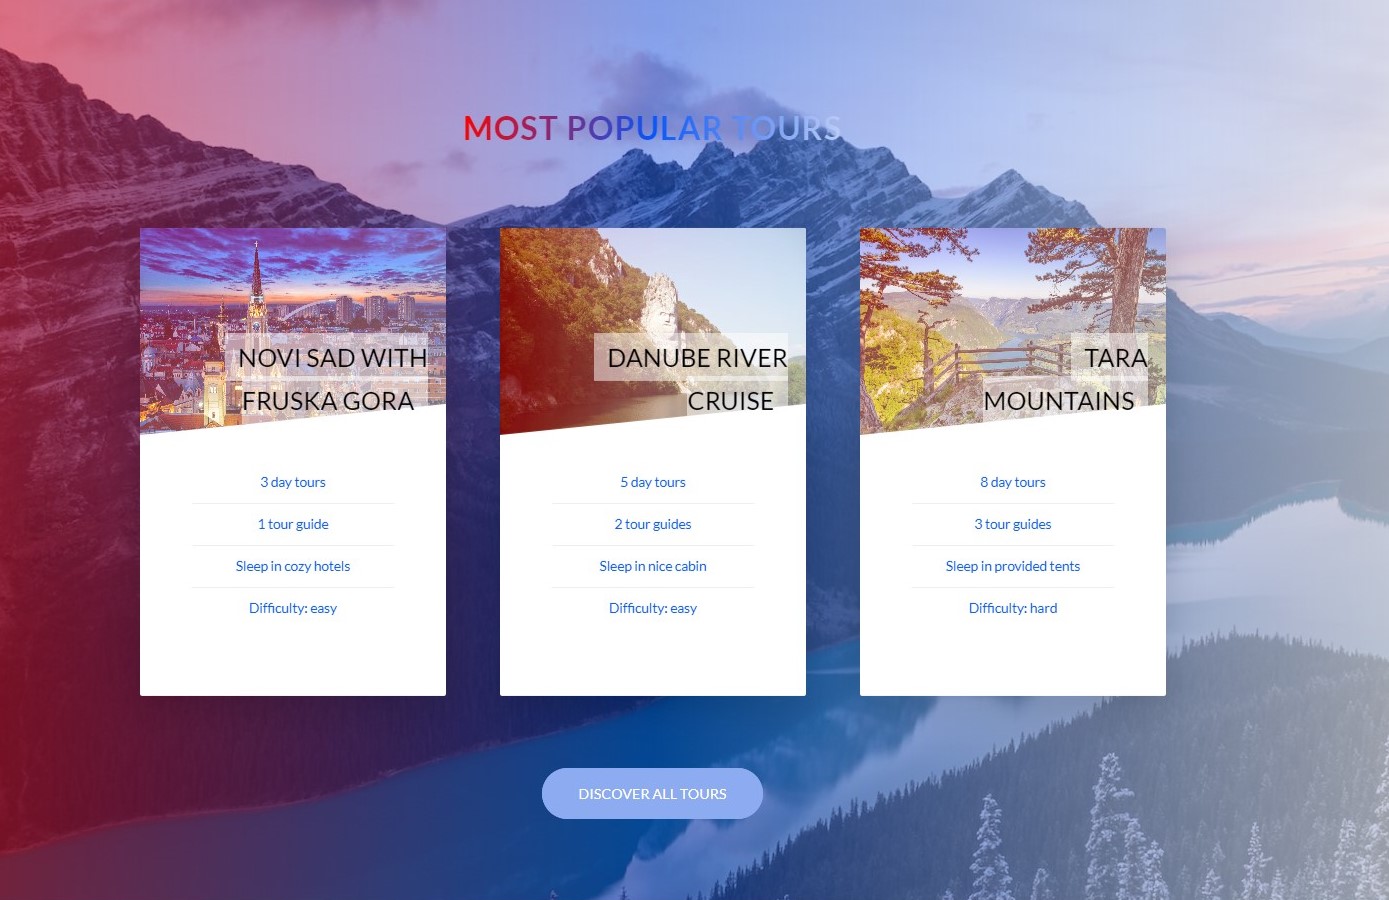 MOST POPULAR TOURS
NOVI SAD WITH
FRUSKA GORA
3 day tours
1 tour guide
Sleep in cozy hotels
Difficulty: easy
DANUBE RIVER
CRUISE
5 day tours
2 tour guides
Sleep in nice cabin
Difficulty: easy
TARA
MOUNTAINS
8 day tours
3 tour guides
Sleep in provided tents
Difficulty: hard
DISCOVER ALL TOURS